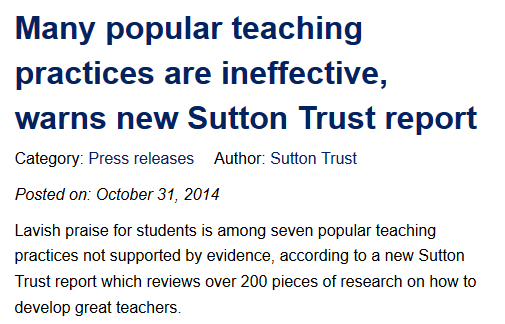 Many popular teaching
practices are ineffective,
warns new Sutton Trust report
Category: Press releases Author: Sutton Trust
Posted on: October 31, 2014
Lavish praise for students is among seven popular teaching
practices not supported by evidence, according to a new Sutton
Trust report which reviews over 200 pieces of research on how to
develop great teachers.